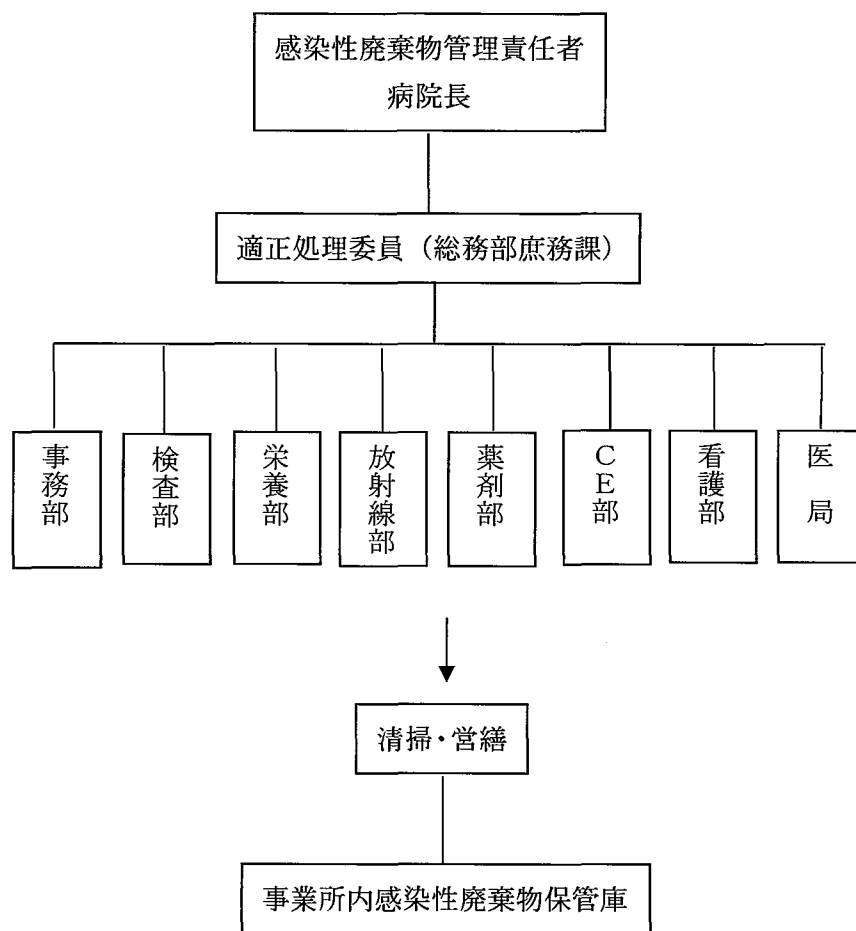 感染性廃棄物管理責任者
病院長
適正処理委員（総務部庶務課）
事務部
検査部
栄養部
放射線部
薬剤部
ＣＥ部
看護部
医局
清掃・営繕
事業所内感染性廃棄物保管庫